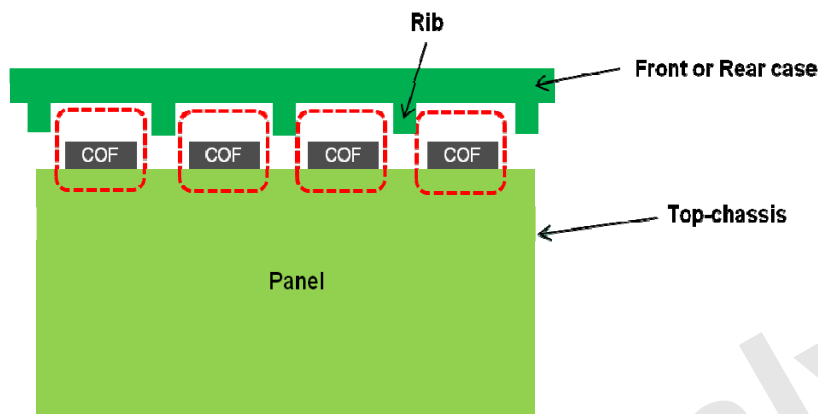 Rib
Front or Rear case
COF COF COF COF
Top-chassis
Panel